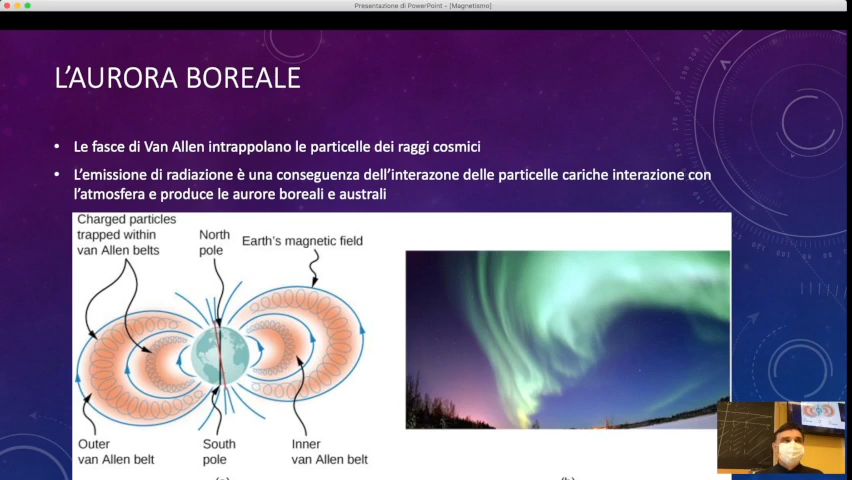 Presentazione di PowerPoint - [Magnetismo]
L'AURORA BOREALE
• Le fasce di Van Allen intrappolano le particelle dei raggi cosmici
• L'emissione di radiazione è una conseguenza dell'interazone delle particelle cariche interazione con
l'atmosfera e produce le aurore boreali e australi
Charged particles
trapped within
van Allen belts
North
pole
Earth's magnetic field
Outer
van Allen belt
South
pole
Inner
van Allen belt